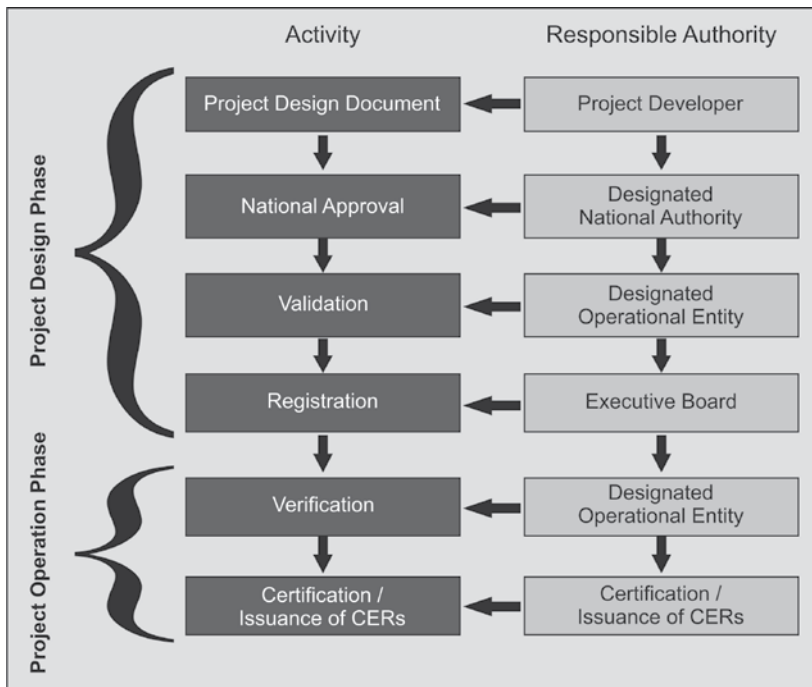 Activity
Responsible Authority
Project Design Phase
Project Design Document
Project Developer
National Approval
Designated
National Authority
Validation
Designated
Operational Entity
Registration
Executive Board
Project Operation Phase
Verification
Designated
Operational Entity
Certification /
Issuance of CERs
Certification /
Issuance of CERs